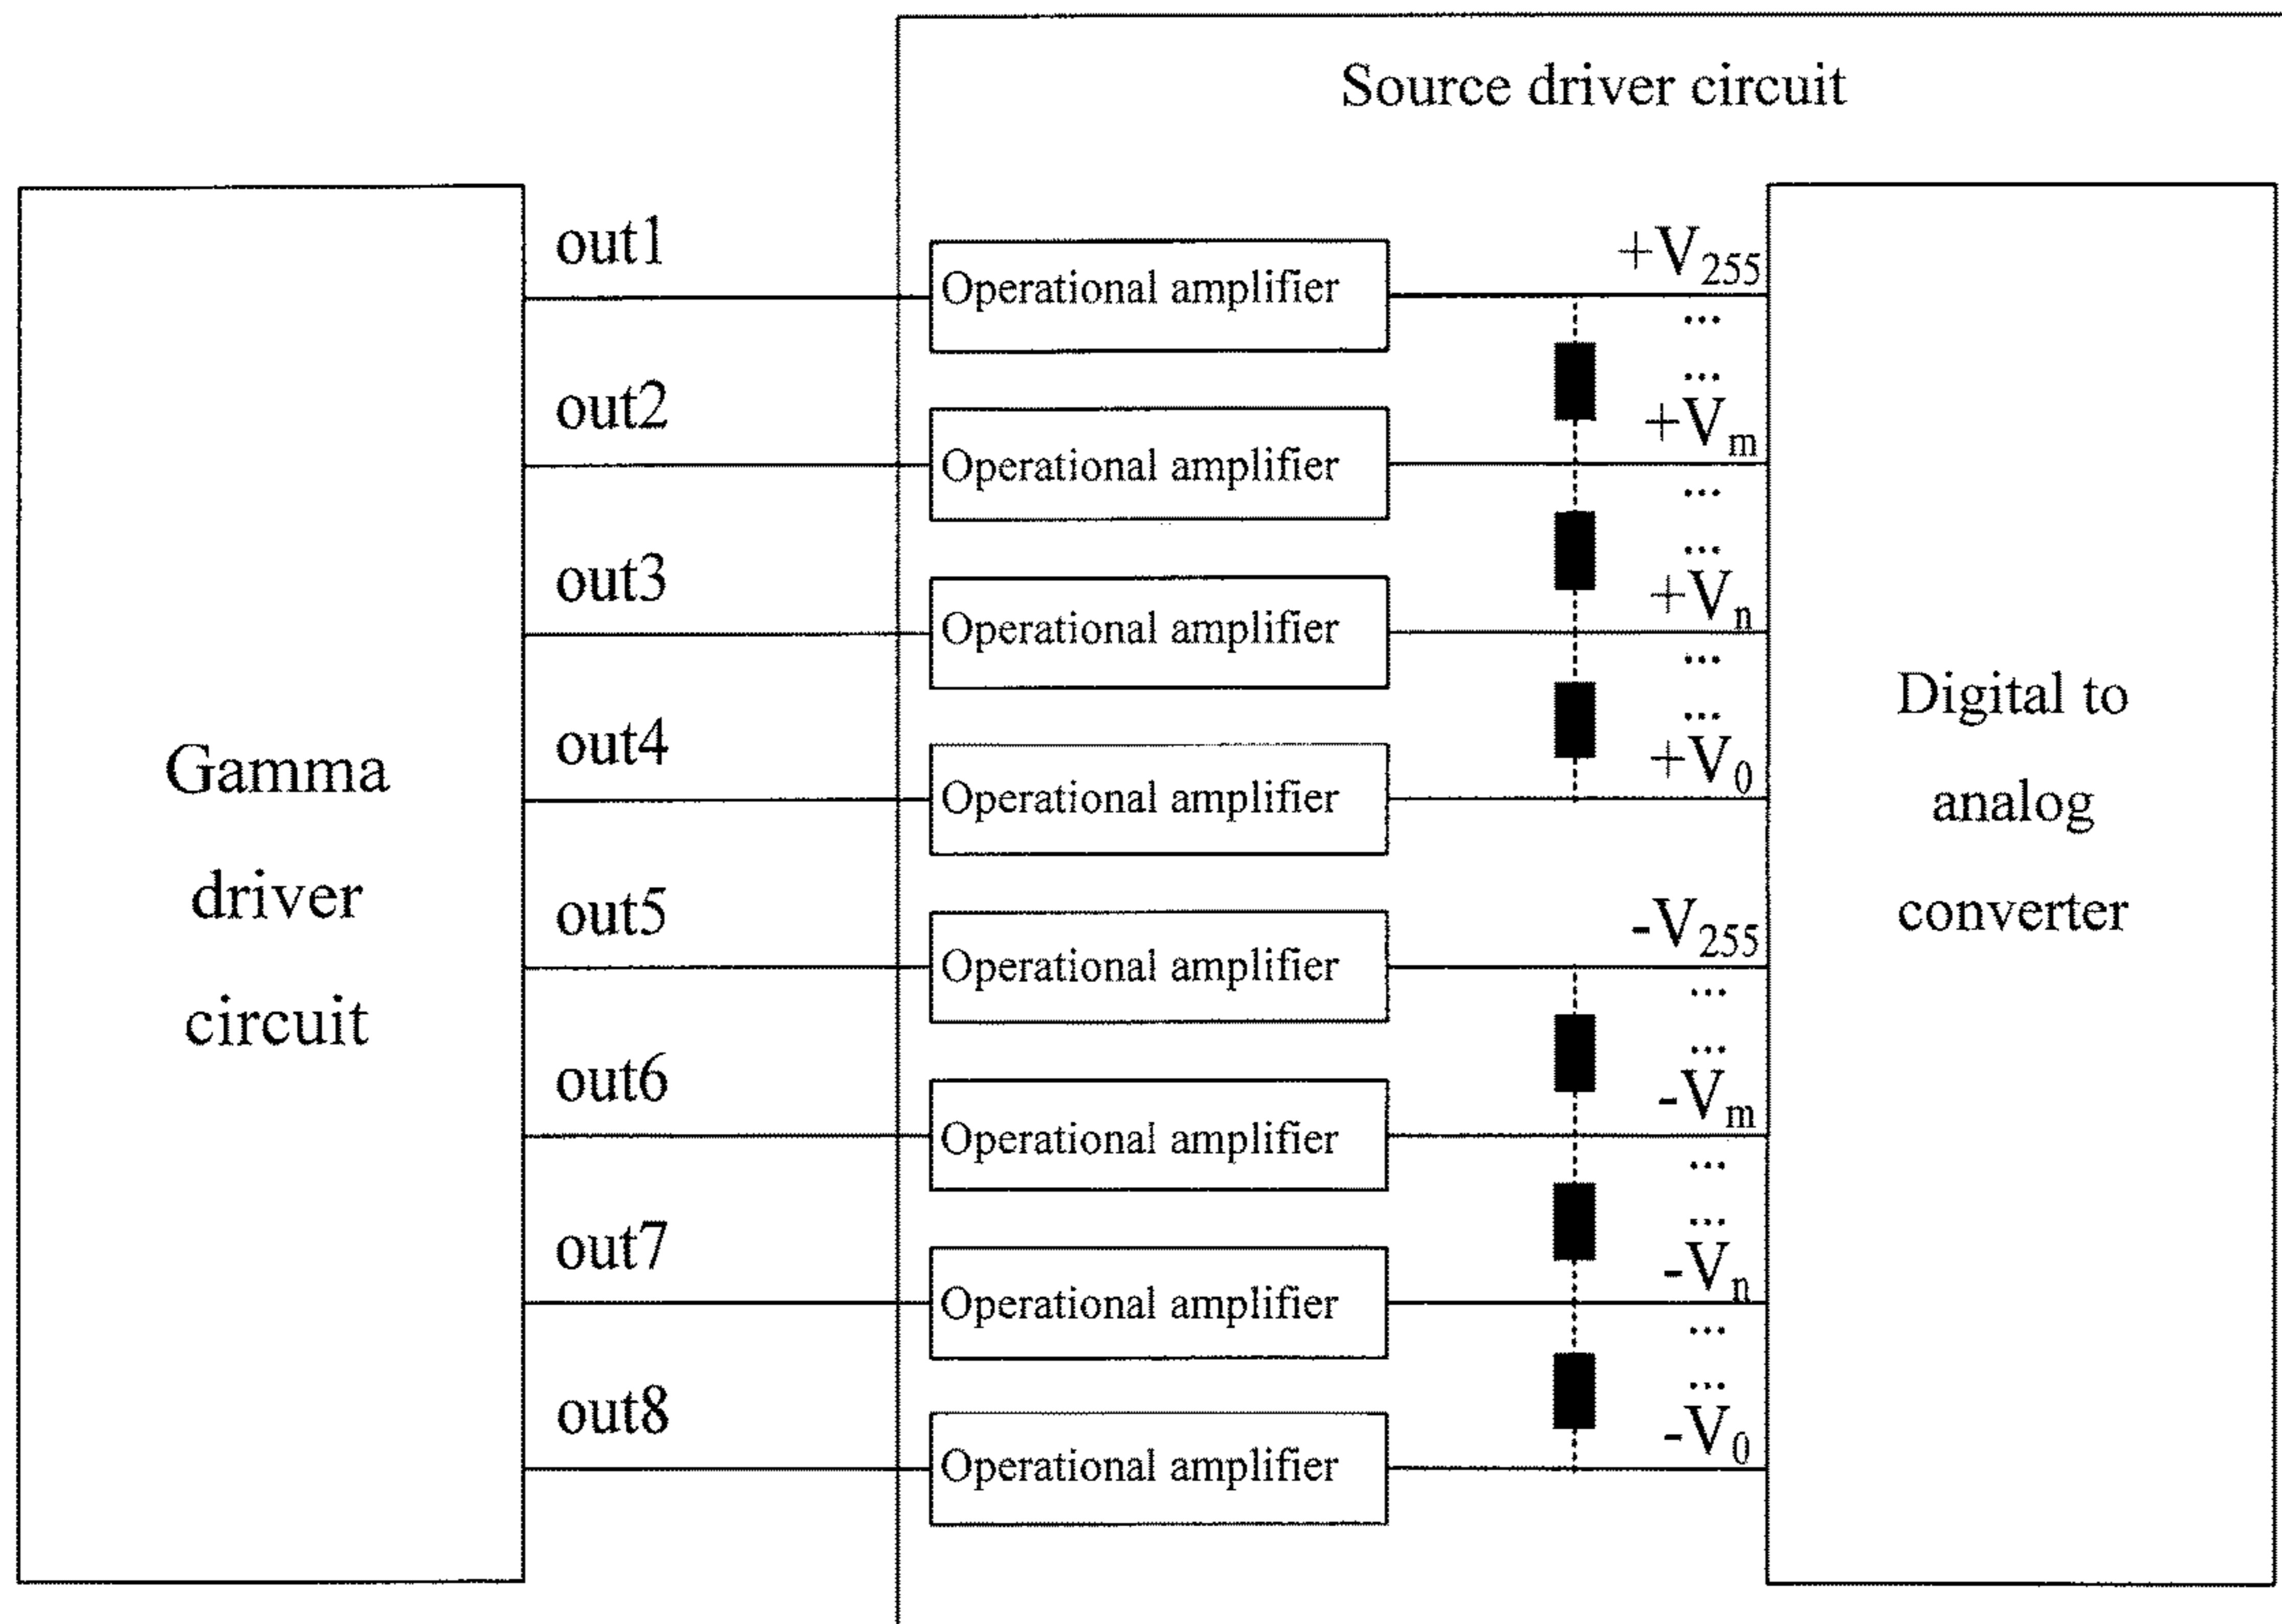 Source driver circuit
Gamma
driver
circuit
out1
out2
out3
out4
out5
out6
out7
out8
Operational amplifier
Operational amplifier
Operational amplifier
Operational amplifier
Operational amplifier
Operational amplifier
Operational amplifier
Operational amplifier
+V255
...
...
+Vm
...
...
+Vn
...
...
+V0
-V255
...
...
-Vm
...
...
-Vn
...
...
-V0
Digital to
analog
converter